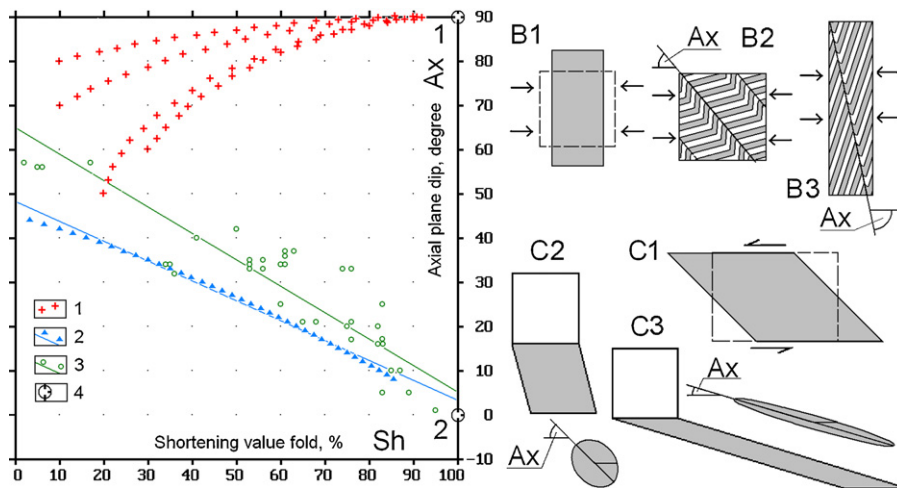 90
80
70
60
50
40
30
20
10
0
-10
Ax
Axial plane dip, degree
1
2
1
2
3
4
Shortening value fold, %
Sh
0 10 20 30 40 50 60 70 80 90 100
B1
Ax
B2
B3
Ax
C2
Ax
C1
C3
Ax